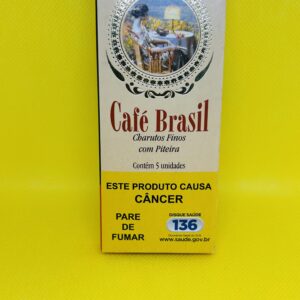 Café Brasil
Charutos Finos
com Piteira
Contém 5 unidades
ESTE PRODUTO CAUSA
CÂNCER
PARE
DE
FUMAR
DISQUE SAÚDE
136
www.saude.gov.br